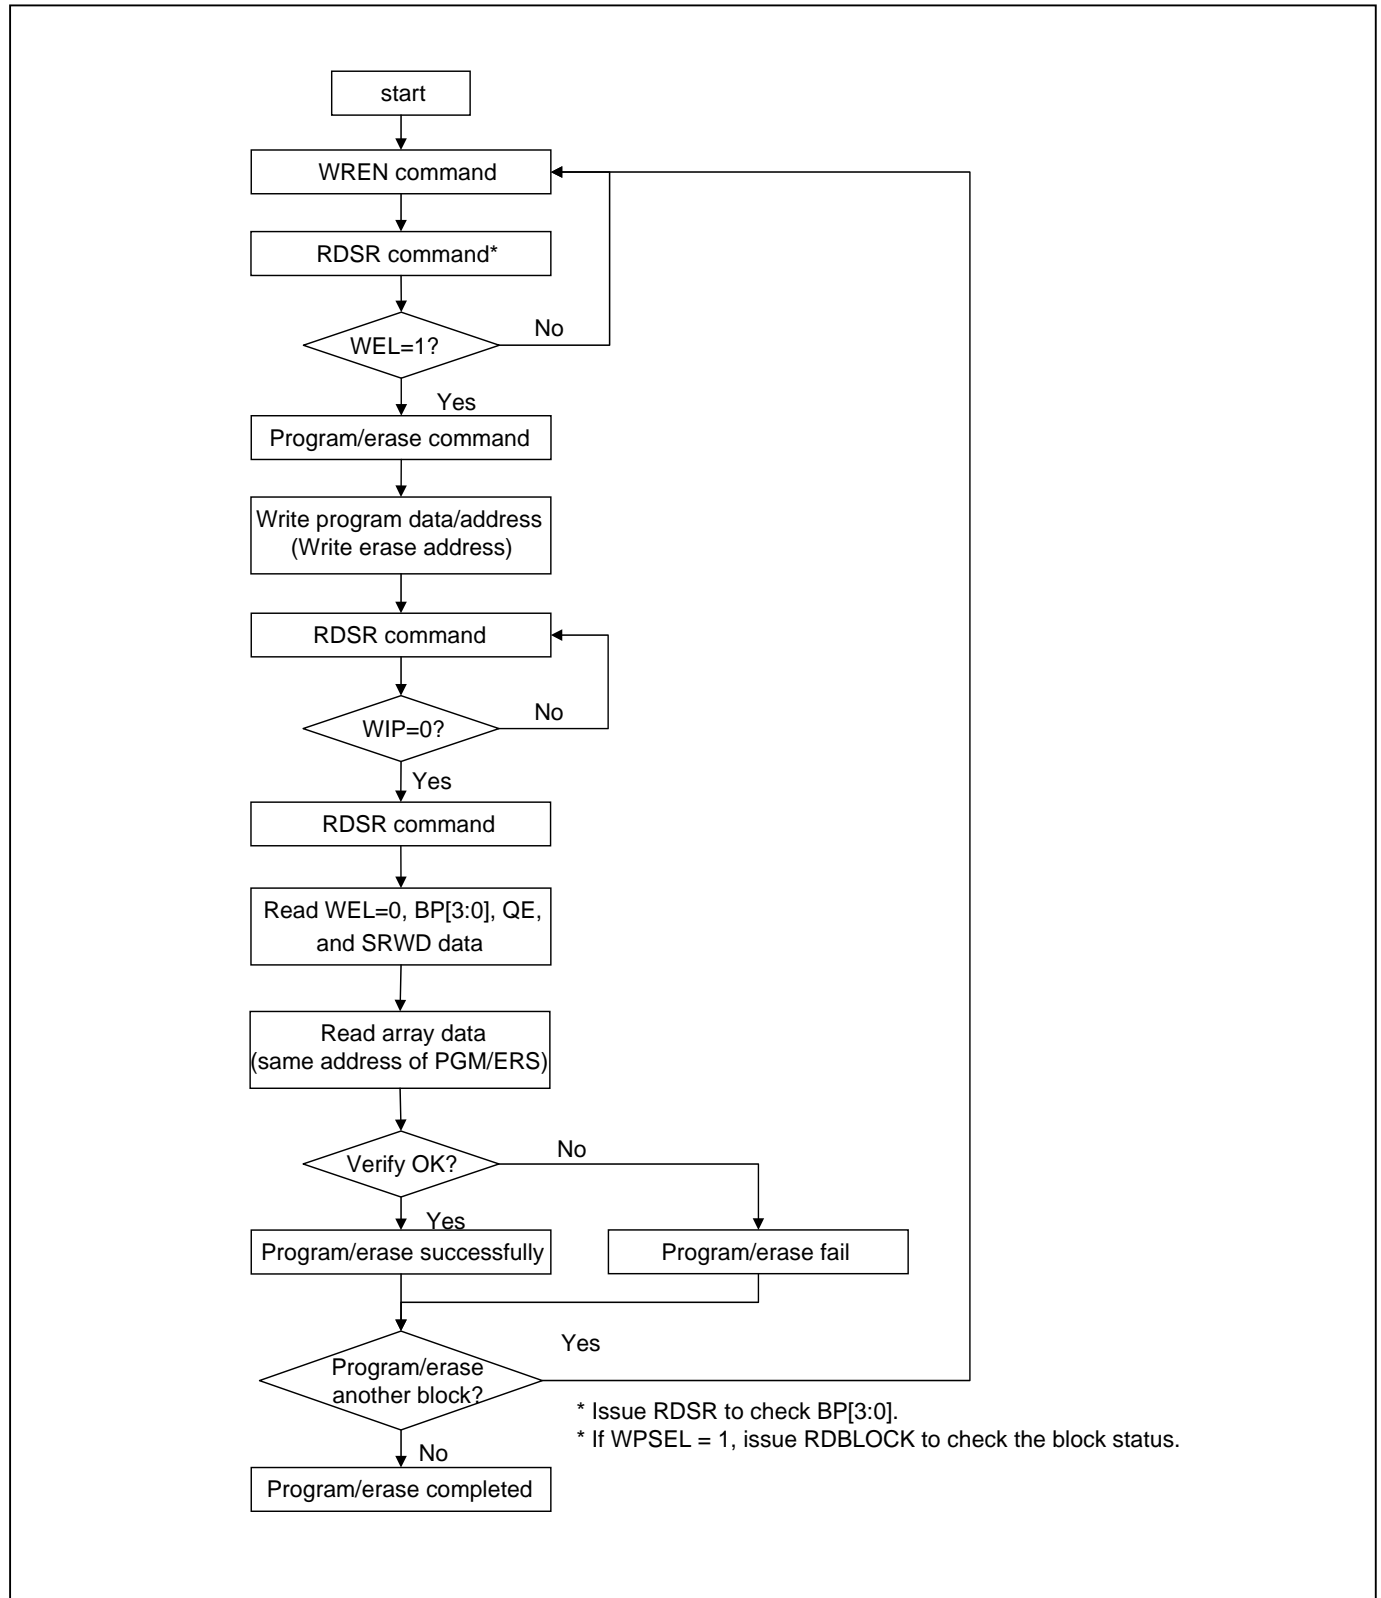 start
WREN command
RDSR command*
WEL=1?
No
Yes
Program/erase command
Write program data/address
(Write erase address)
RDSR command
WIP=0?
No
Yes
RDSR command
Read WEL=0, BP[3:0], QE,
and SRWD data
Read array data
(same address of PGM/ERS)
Verify OK?
No
Yes
Program/erase successfully
Program/erase fail
Program/erase
another block?
Yes
* Issue RDSR to check BP[3:0].
* If WPSEL = 1, issue RDBLOCK to check the block status.
No
Program/erase completed